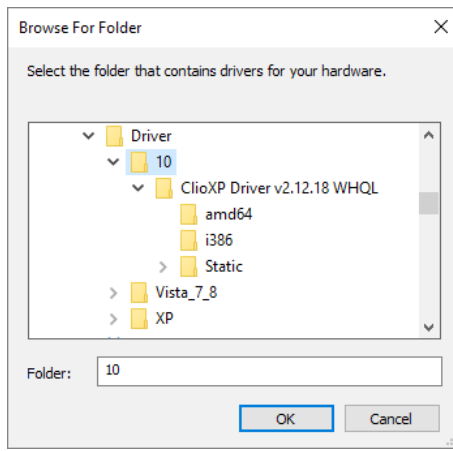 Browse For Folder
Select the folder that contains drivers for your hardware.
Driver
10
ClioXP Driver v2.12.18 WHQL
amd64
i386
Static
Vista_7_8
XP
Folder: 10
OK Cancel